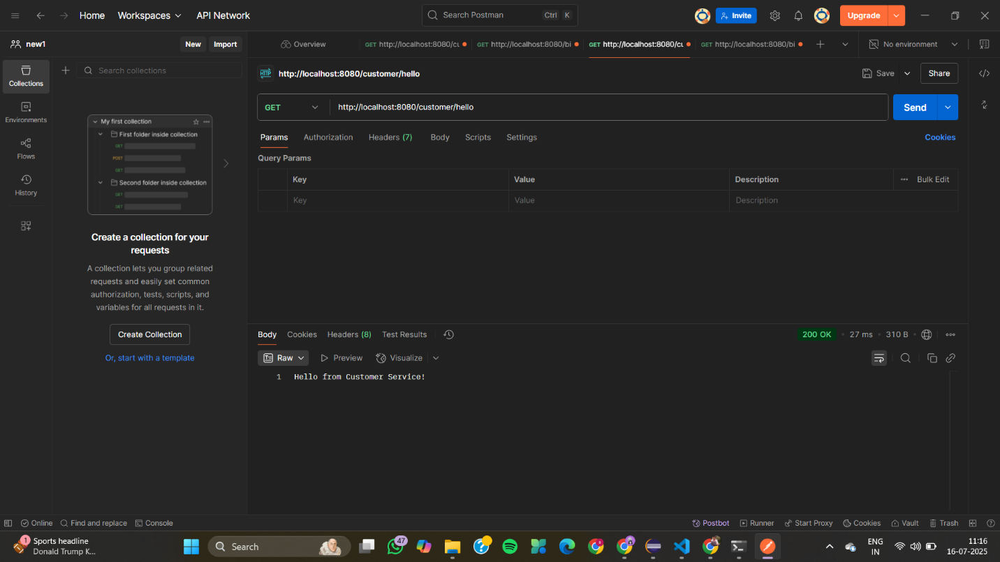 Home Workspaces API Network Search Postman Ctrl K Invite Upgrade
new1 New Import Overview GET http://localhost:8080/cu GET http://localhost:8080/bi GET http://localhost:8080/cu GET http://localhost:8080/bi No environment
Collections
Search collections
HTTP http://localhost:8080/customer/hello Save Share
Environments
Flows
History
GET http://localhost:8080/customer/hello Send
Params Authorization Headers (7) Body Scripts Settings Cookies
Query Params
Key Value Description Bulk Edit
Key Value Description
My first collection
First folder inside collection
GET
POST
GET
Second folder inside collection
GET
GET
Create a collection for your
requests
A collection lets you group related
requests and easily set common
authorization, tests, scripts, and
variables for all requests in it.
Create Collection
Or, start with a template
Body Cookies Headers (8) Test Results 200 OK 27 ms 310 B
Raw Preview Visualize
1 Hello from Customer Service!
Online Find and replace Console Postbot Runner Start Proxy Cookies Vault Trash
1 Sports headline
Donald Trump K...
Search
47
ENG
IN
11:16
16-07-2025